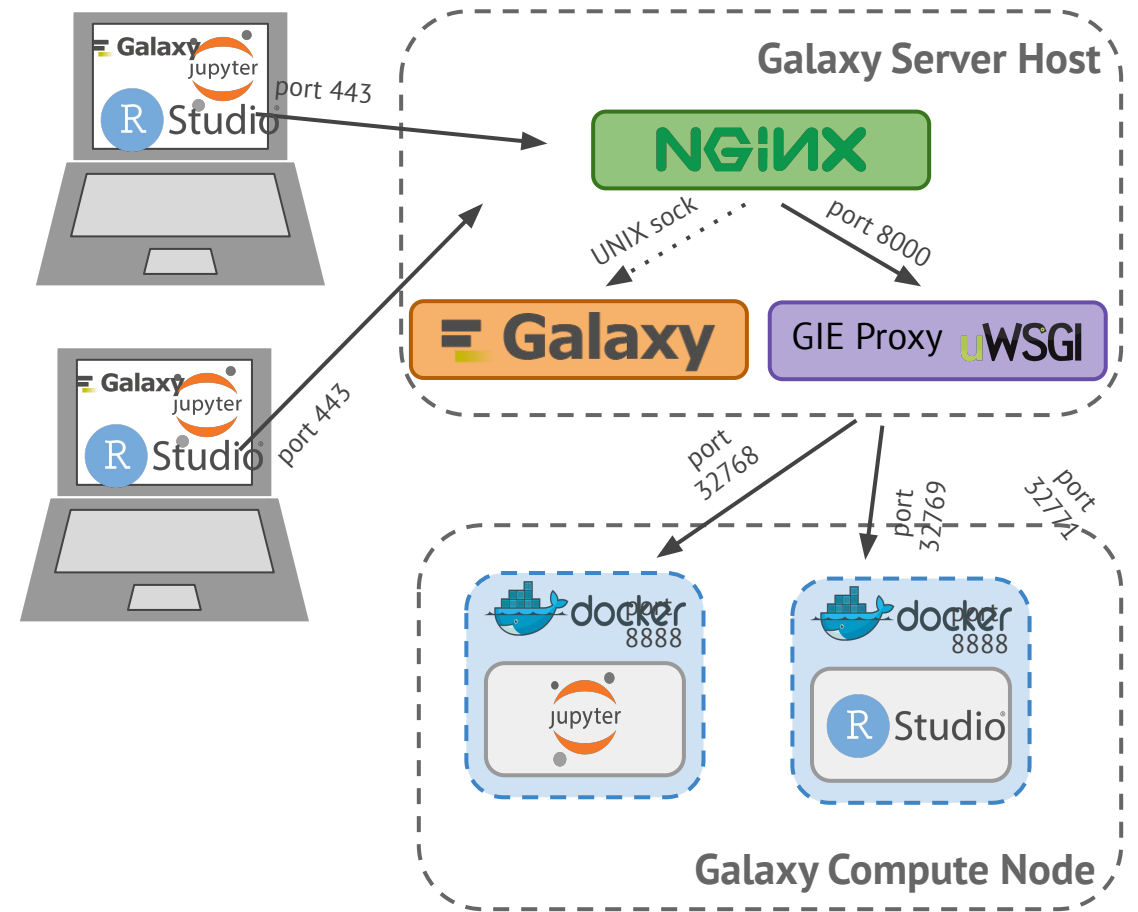 Galaxy
jupyter
R Studio
port 443
Galaxy
jupyter
R Studio
port 443
Galaxy Server Host
NGINX
UNIX sock
port 8000
Galaxy
GIE Proxy uWSGI
port
32768
port
32769
port
32771
docker
port
8888
jupyter
docker
port
8888
R Studio
Galaxy Compute Node